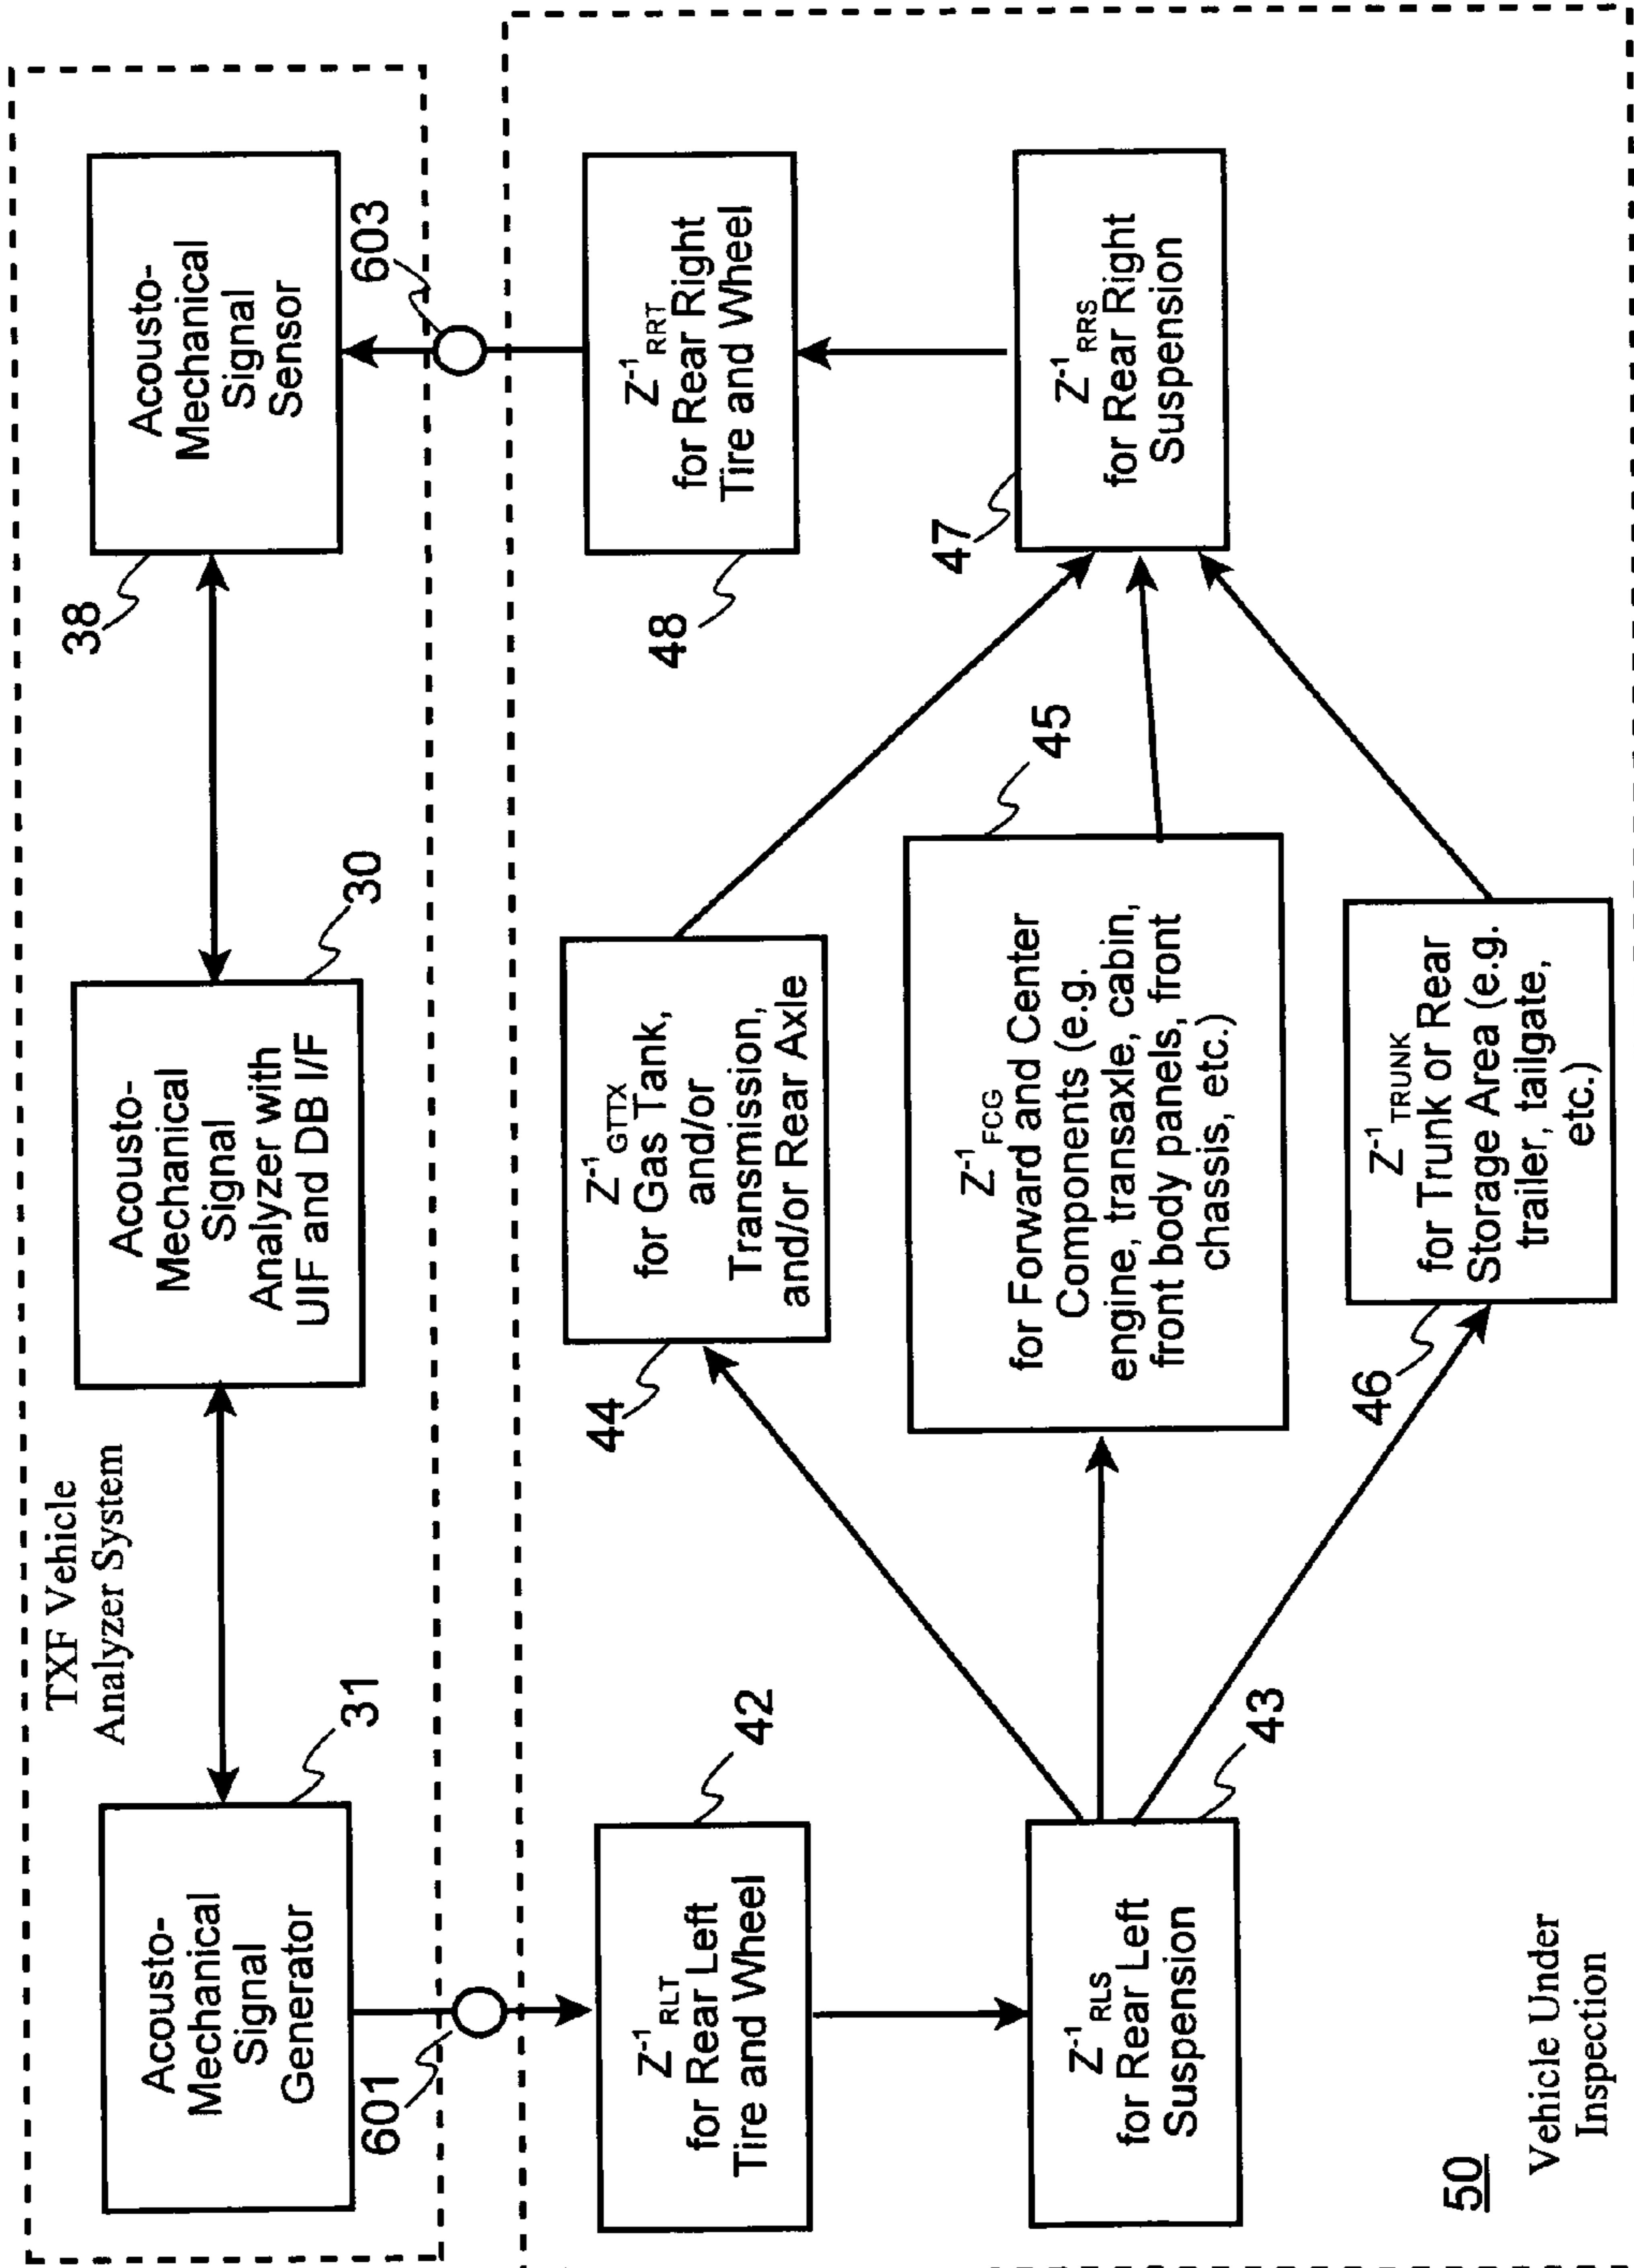 TXF Vehicle
Analyzer System
Acousto-
Mechanical
Signal
Generator
31
Acousto-
Mechanical
Signal
Analyzer with
UIF and DB I/F
30
Acousto-
Mechanical
Signal
Sensor
38
601
603
Z⁻¹RLT
for Rear Left
Tire and Wheel
42
Z⁻¹GTTX
for Gas Tank,
and/or
Transmission,
and/or Rear Axle
44
Z⁻¹RRT
for Rear Right
Tire and Wheel
48
Z⁻¹RLS
for Rear Left
Suspension
43
Z⁻¹FCG
for Forward and Center
Components (e.g.
engine, transaxle, cabin,
front body panels, front
chassis, etc.)
45
Z⁻¹RRS
for Rear Right
Suspension
47
Z⁻¹TRUNK
for Trunk or Rear
Storage Area (e.g.
trailer, tailgate,
etc.)
46
50
Vehicle Under
Inspection